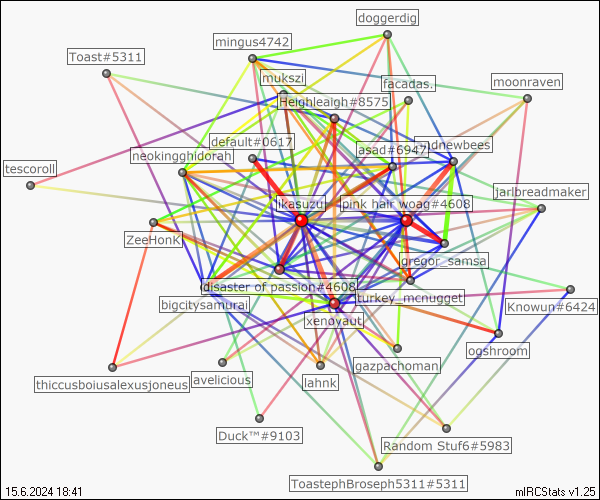 doggerdig
mingus4742
Toast#5311
mukszi
facadas.
moonraven
Heighleaigh#8575
default#0617
asad#6947
ndnewbees
neokingghidorah
tescoroll
jarlbreadmaker
likasuzu
pink hair woag#4608
ZeeHonk
gregor_samsa
disaster of passion#4608
bigcitysamurai
turkey_mcnugget
Knowun#6424
xenoyaut
ogshroom
gazpachoman
thiccusboiusalexusjoneus
avelicious
lahnk
Duck™#9103
Random Stuf6#5983
ToastephBroseph5311#5311
15.6.2024 18:41
mIRCStats v1.25